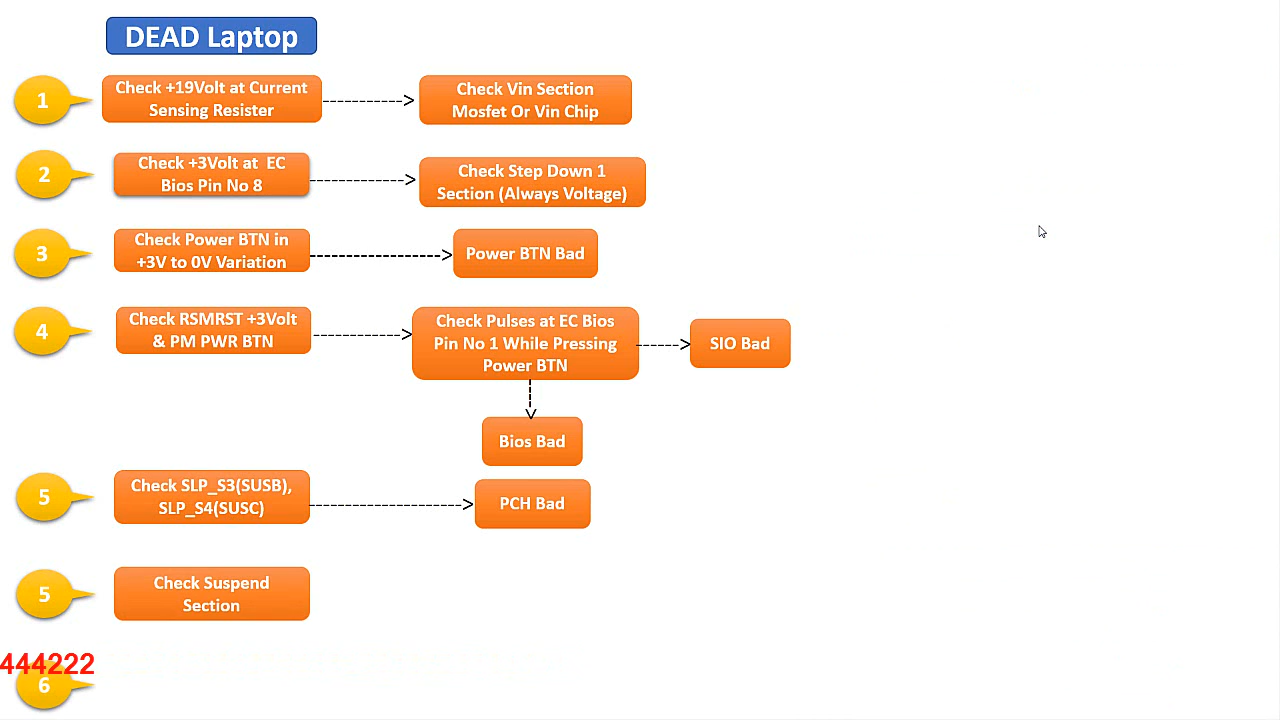 DEAD Laptop
1
Check +19Volt at Current
Sensing Resister
Check Vin Section
Mosfet Or Vin Chip
2
Check +3Volt at EC
Bios Pin No 8
Check Step Down 1
Section (Always Voltage)
3
Check Power BTN in
+3V to 0V Variation
Power BTN Bad
4
Check RSMRST +3Volt
& PM PWR BTN
Check Pulses at EC Bios
Pin No 1 While Pressing
Power BTN
SIO Bad
Bios Bad
5
Check SLP_S3(SUSB),
SLP_S4(SUSC)
PCH Bad
5
Check Suspend
Section
444222
6